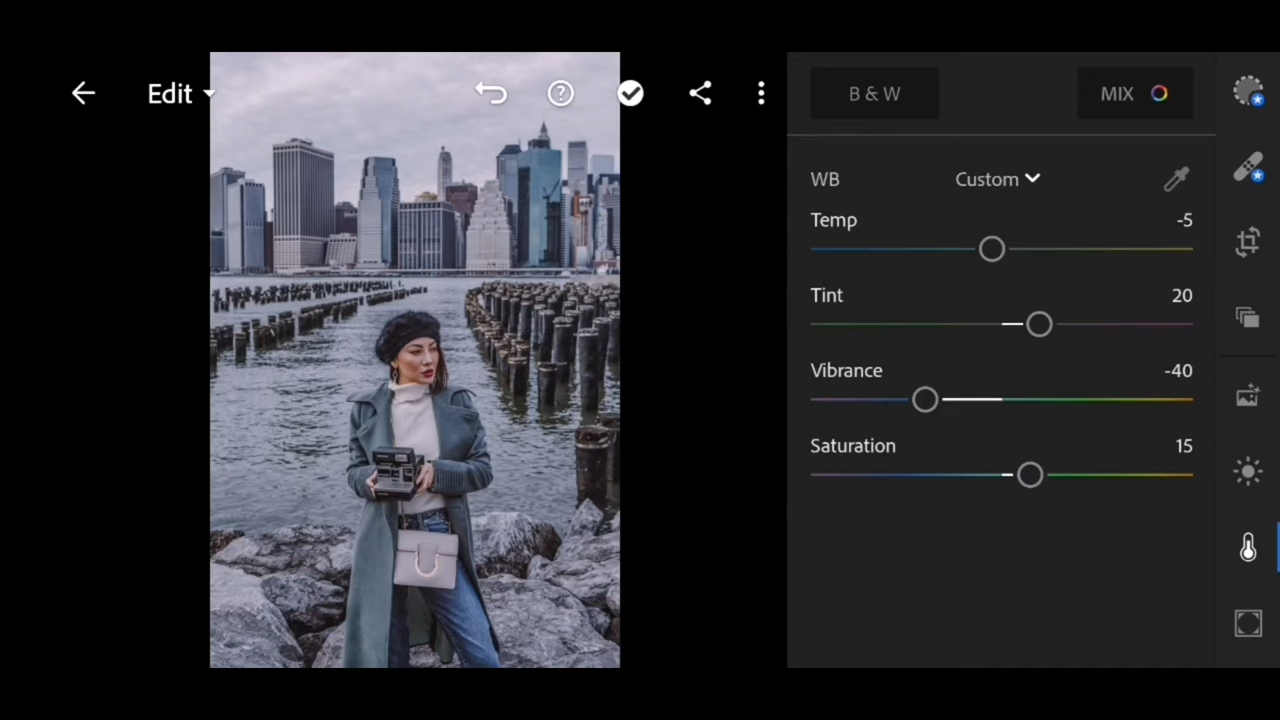 Edit
B & W
MIX
WB
Custom
Temp
-5
Tint
20
Vibrance
-40
Saturation
15